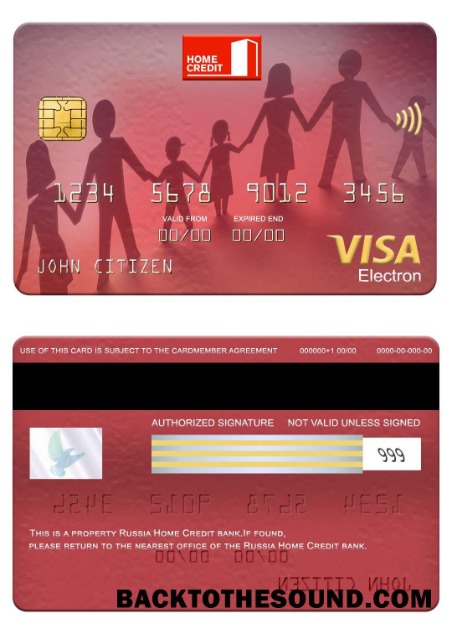 HOME
CREDIT
1234 5678 9012 3456
VALID FROM EXPIRED END
00/00 00/00
JOHN CITIZEN
VISA
Electron
USE OF THIS CARD IS SUBJECT TO THE CARDMEMBER AGREEMENT 000000+1 00/00 0000-00-000-00
AUTHORIZED SIGNATURE NOT VALID UNLESS SIGNED
999
THIS IS A PROPERTY RUSSIA HOME CREDIT BANK.IF FOUND,
PLEASE RETURN TO THE NEAREST OFFICE OF THE RUSSIA HOME CREDIT BANK.
BACKTOTHESOUND.COM